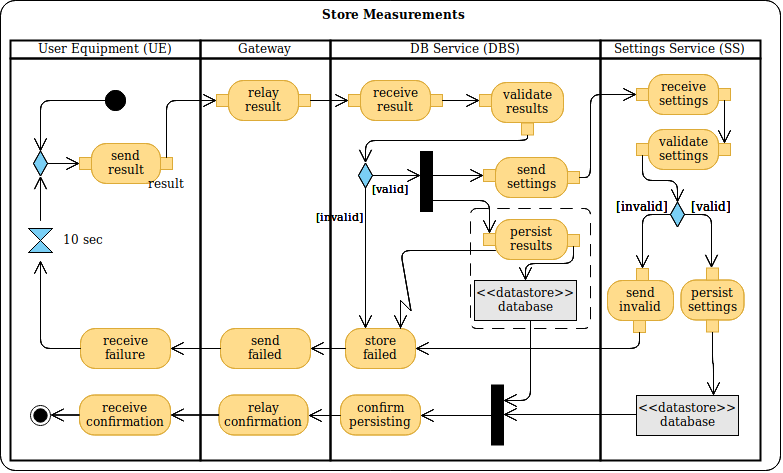 Store Measurements
User Equipment (UE)
Gateway
DB Service (DBS)
Settings Service (SS)
relay
result
receive
result
validate
results
receive
settings
send
result
result
validate
settings
send
settings
[valid]
[invalid]
[invalid]
[valid]
persist
results
10 sec
<<datastore>>
database
send
invalid
persist
settings
receive
failure
send
failed
store
failed
receive
confirmation
relay
confirmation
confirm
persisting
<<datastore>>
database